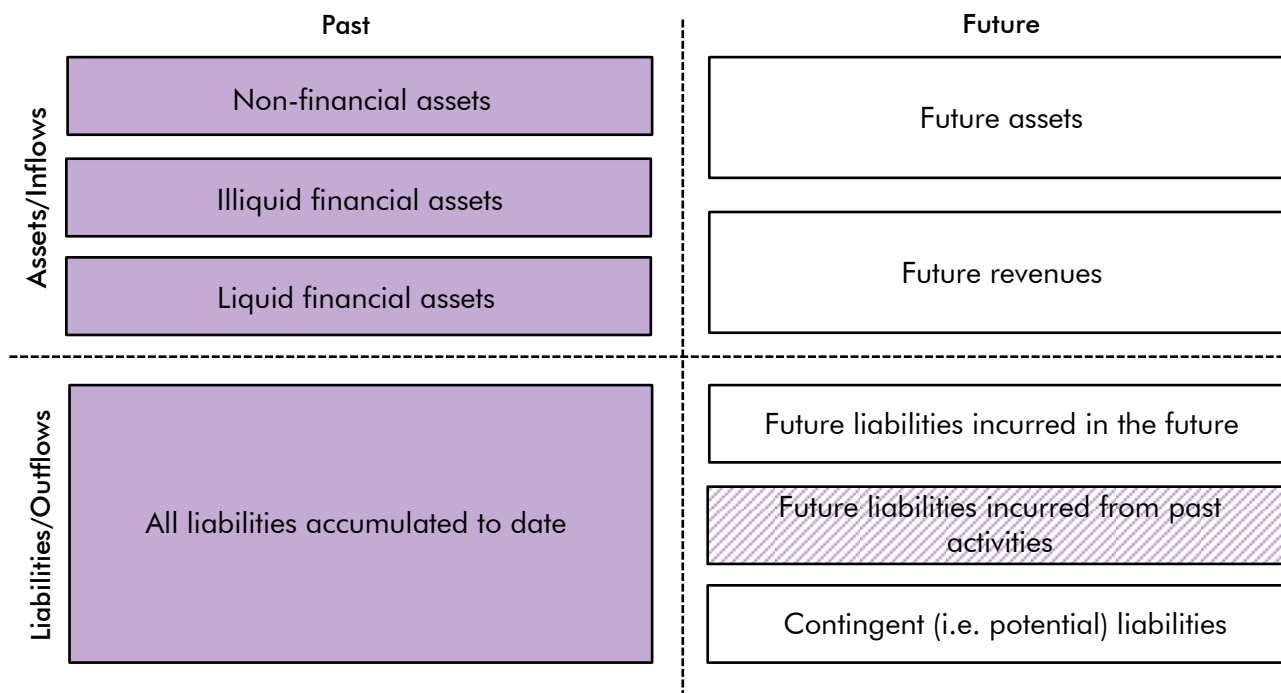 Past
Future
Assets/Inflows
Non-financial assets
Illiquid financial assets
Liquid financial assets
Future assets
Future revenues
Liabilities/Outflows
All liabilities accumulated to date
Future liabilities incurred in the future
Future liabilities incurred from past
activities
Contingent (i.e. potential) liabilities